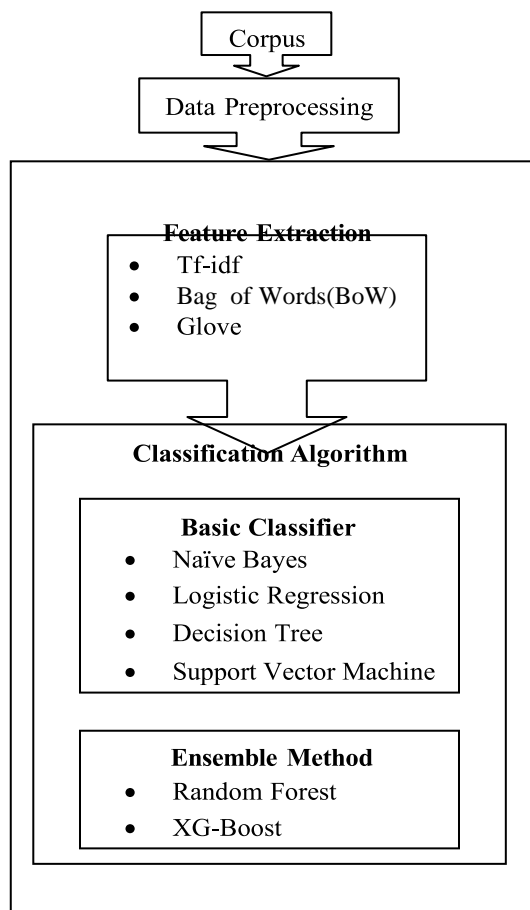 Corpus
Data Preprocessing
Feature Extraction
• Tf-idf
• Bag of Words(BoW)
• Glove
Classification Algorithm
Basic Classifier
• Naïve Bayes
• Logistic Regression
• Decision Tree
• Support Vector Machine
Ensemble Method
• Random Forest
• XG-Boost